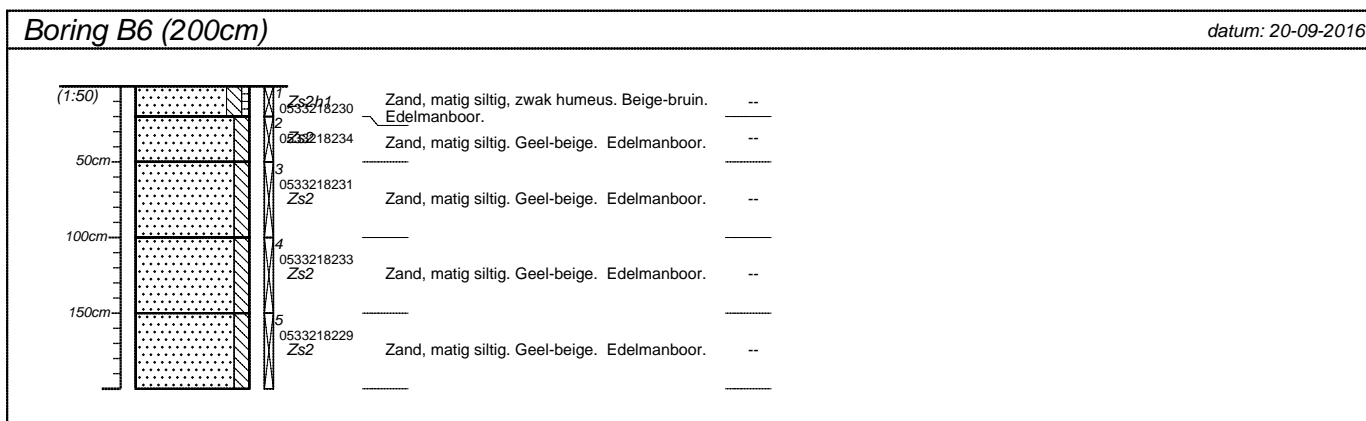 Boring B6 (200cm)
datum: 20-09-2016
(1:50)
1
Zs2h1
0533218230
Zand, matig siltig, zwak humeus. Beige-bruin.
Edelmanboor.
--
2
Zs2
0533218234
Zand, matig siltig. Geel-beige. Edelmanboor.
--
50cm
3
0533218231
Zs2
Zand, matig siltig. Geel-beige. Edelmanboor.
--
100cm
4
0533218233
Zs2
Zand, matig siltig. Geel-beige. Edelmanboor.
--
150cm
5
0533218229
Zs2
Zand, matig siltig. Geel-beige. Edelmanboor.
--